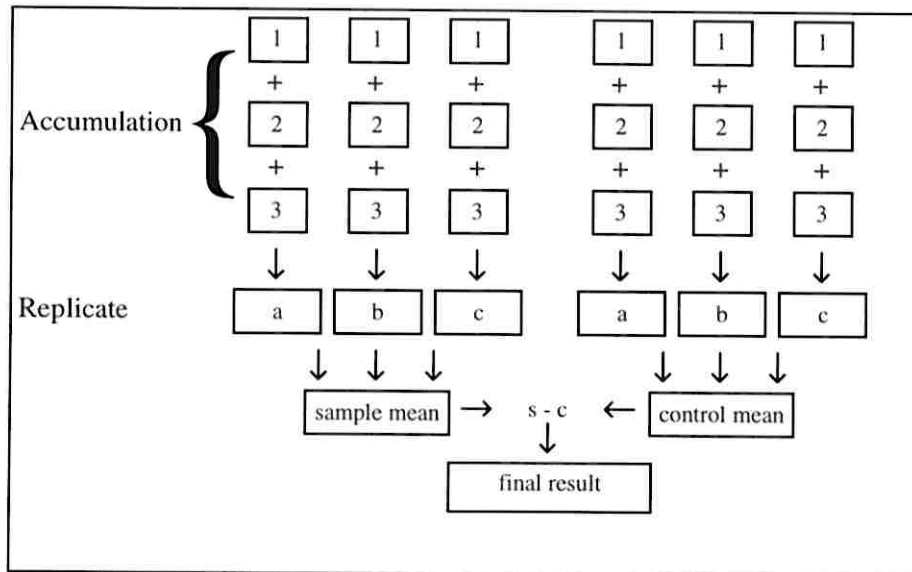 1 1 1 1 1 1
+ + + + + +
Accumulation 2 2 2 2 2 2
+ + + + + +
3 3 3 3 3 3
Replicate a b c a b c
sample mean s - c control mean
final result